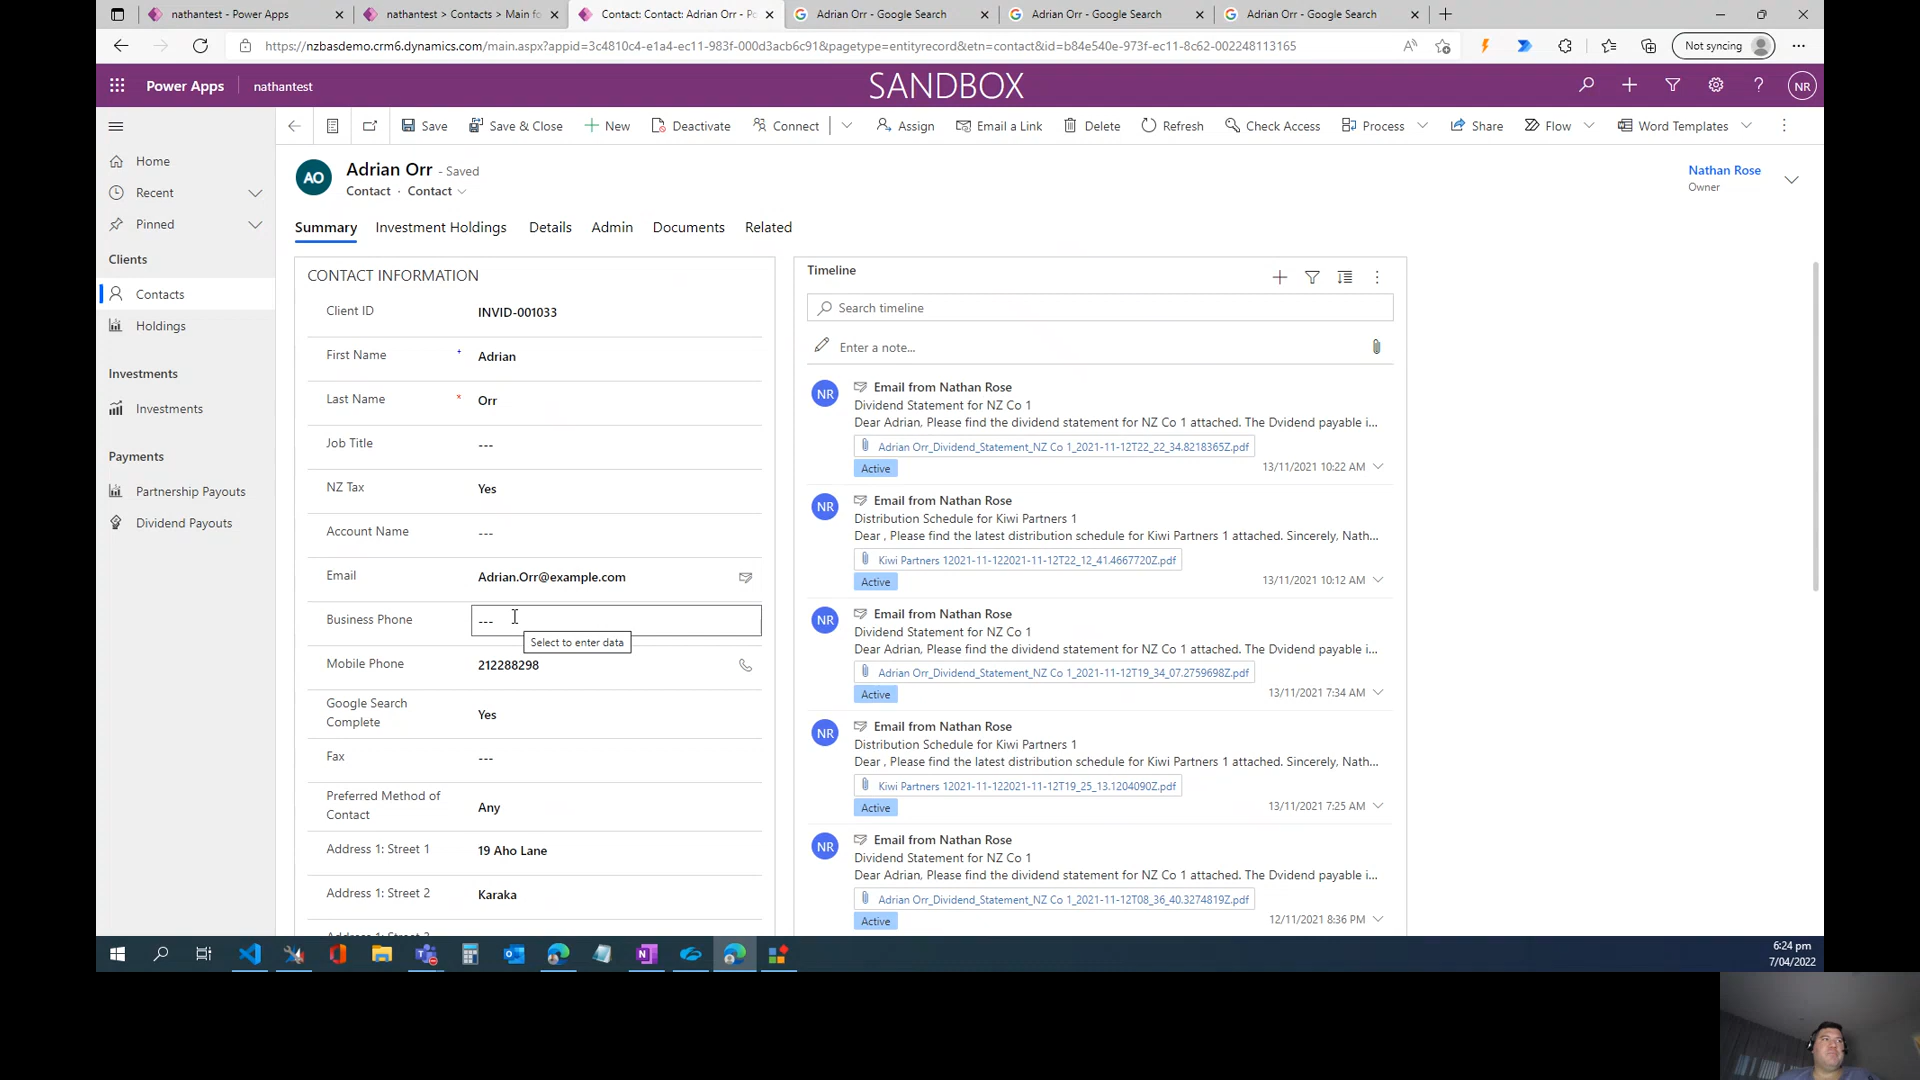 nathantest - Power Apps
nathantest > Contacts > Main fo
Contact: Contact: Adrian Orr - Po
Adrian Orr - Google Search
Adrian Orr - Google Search
Adrian Orr - Google Search
https://nzbasdemo.crm6.dynamics.com/main.aspx?appid=3c4810c4-e1a4-ec11-983f-000d3acb6c91&pagetype=entityrecord&etn=contact&id=b84e540e-973f-ec11-8c62-002248113165
Not syncing
Power Apps
nathantest
SANDBOX
NR
Save
Save & Close
New
Deactivate
Connect
Assign
Email a Link
Delete
Refresh
Check Access
Process
Share
Flow
Word Templates
Home
Recent
Pinned
Clients
Contacts
Holdings
Investments
Investments
Payments
Partnership Payouts
Dividend Payouts
AO
Adrian Orr - Saved
Contact · Contact
Nathan Rose
Owner
Summary
Investment Holdings
Details
Admin
Documents
Related
CONTACT INFORMATION
Client ID
INVID-001033
First Name
+
Adrian
Last Name
*
Orr
Job Title
---
NZ Tax
Yes
Account Name
---
Email
Adrian.Orr@example.com
Business Phone
---
Select to enter data
Mobile Phone
212288298
Google Search
Complete
Yes
Fax
---
Preferred Method of
Contact
Any
Address 1: Street 1
19 Aho Lane
Address 1: Street 2
Karaka
Address 1: Street 3
Timeline
Search timeline
Enter a note...
NR
Email from Nathan Rose
Dividend Statement for NZ Co 1
Dear Adrian, Please find the dividend statement for NZ Co 1 attached. The Dvidend payable i...
Adrian Orr_Dividend_Statement_NZ Co 1_2021-11-12T22_22_34.8218365Z.pdf
Active
13/11/2021 10:22 AM
NR
Email from Nathan Rose
Distribution Schedule for Kiwi Partners 1
Dear , Please find the latest distribution schedule for Kiwi Partners 1 attached. Sincerely, Nath...
Kiwi Partners 12021-11-122021-11-12T22_12_41.4667720Z.pdf
Active
13/11/2021 10:12 AM
NR
Email from Nathan Rose
Dividend Statement for NZ Co 1
Dear Adrian, Please find the dividend statement for NZ Co 1 attached. The Dvidend payable i...
Adrian Orr_Dividend_Statement_NZ Co 1_2021-11-12T19_34_07.2759698Z.pdf
Active
13/11/2021 7:34 AM
NR
Email from Nathan Rose
Distribution Schedule for Kiwi Partners 1
Dear , Please find the latest distribution schedule for Kiwi Partners 1 attached. Sincerely, Nath...
Kiwi Partners 12021-11-122021-11-12T19_25_13.1204090Z.pdf
Active
13/11/2021 7:25 AM
NR
Email from Nathan Rose
Dividend Statement for NZ Co 1
Dear Adrian, Please find the dividend statement for NZ Co 1 attached. The Dvidend payable i...
Adrian Orr_Dividend_Statement_NZ Co 1_2021-11-12T08_36_40.3274819Z.pdf
Active
12/11/2021 8:36 PM
6:24 pm
7/04/2022